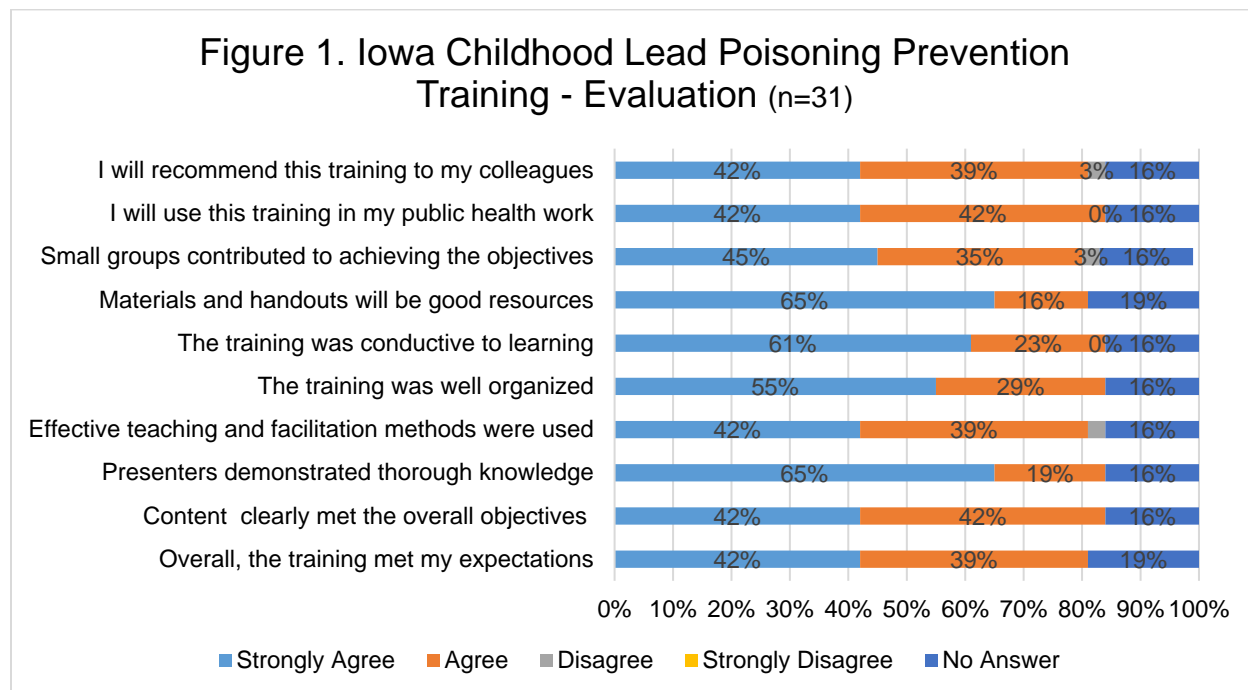 Figure 1. Iowa Childhood Lead Poisoning Prevention
Training - Evaluation (n=31)
I will recommend this training to my colleagues 42% 39% 3% 16%
I will use this training in my public health work 42% 42% 0% 16%
Small groups contributed to achieving the objectives 45% 35% 3% 16%
Materials and handouts will be good resources 65% 16% 19%
The training was conductive to learning 61% 23% 0% 16%
The training was well organized 55% 29% 16%
Effective teaching and facilitation methods were used 42% 39% 16%
Presenters demonstrated thorough knowledge 65% 19% 16%
Content clearly met the overall objectives 42% 42% 16%
Overall, the training met my expectations 42% 39% 19%
0% 10% 20% 30% 40% 50% 60% 70% 80% 90% 100%
Strongly Agree Agree Disagree Strongly Disagree No Answer